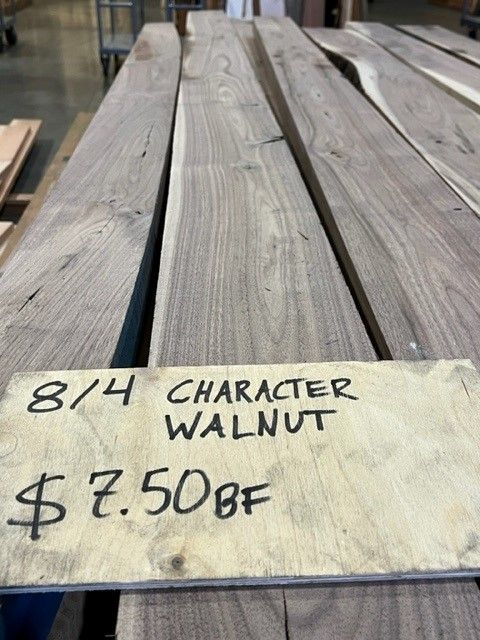 8/4 CHARACTER
WALNUT
$7.50BF